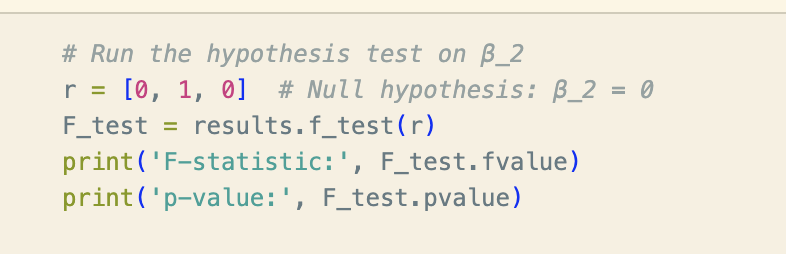 # Run the hypothesis test on β_2
r = [0, 1, 0]  # Null hypothesis: β_2 = 0
F_test = results.f_test(r)
print('F-statistic:', F_test.fvalue)
print('p-value:', F_test.pvalue)